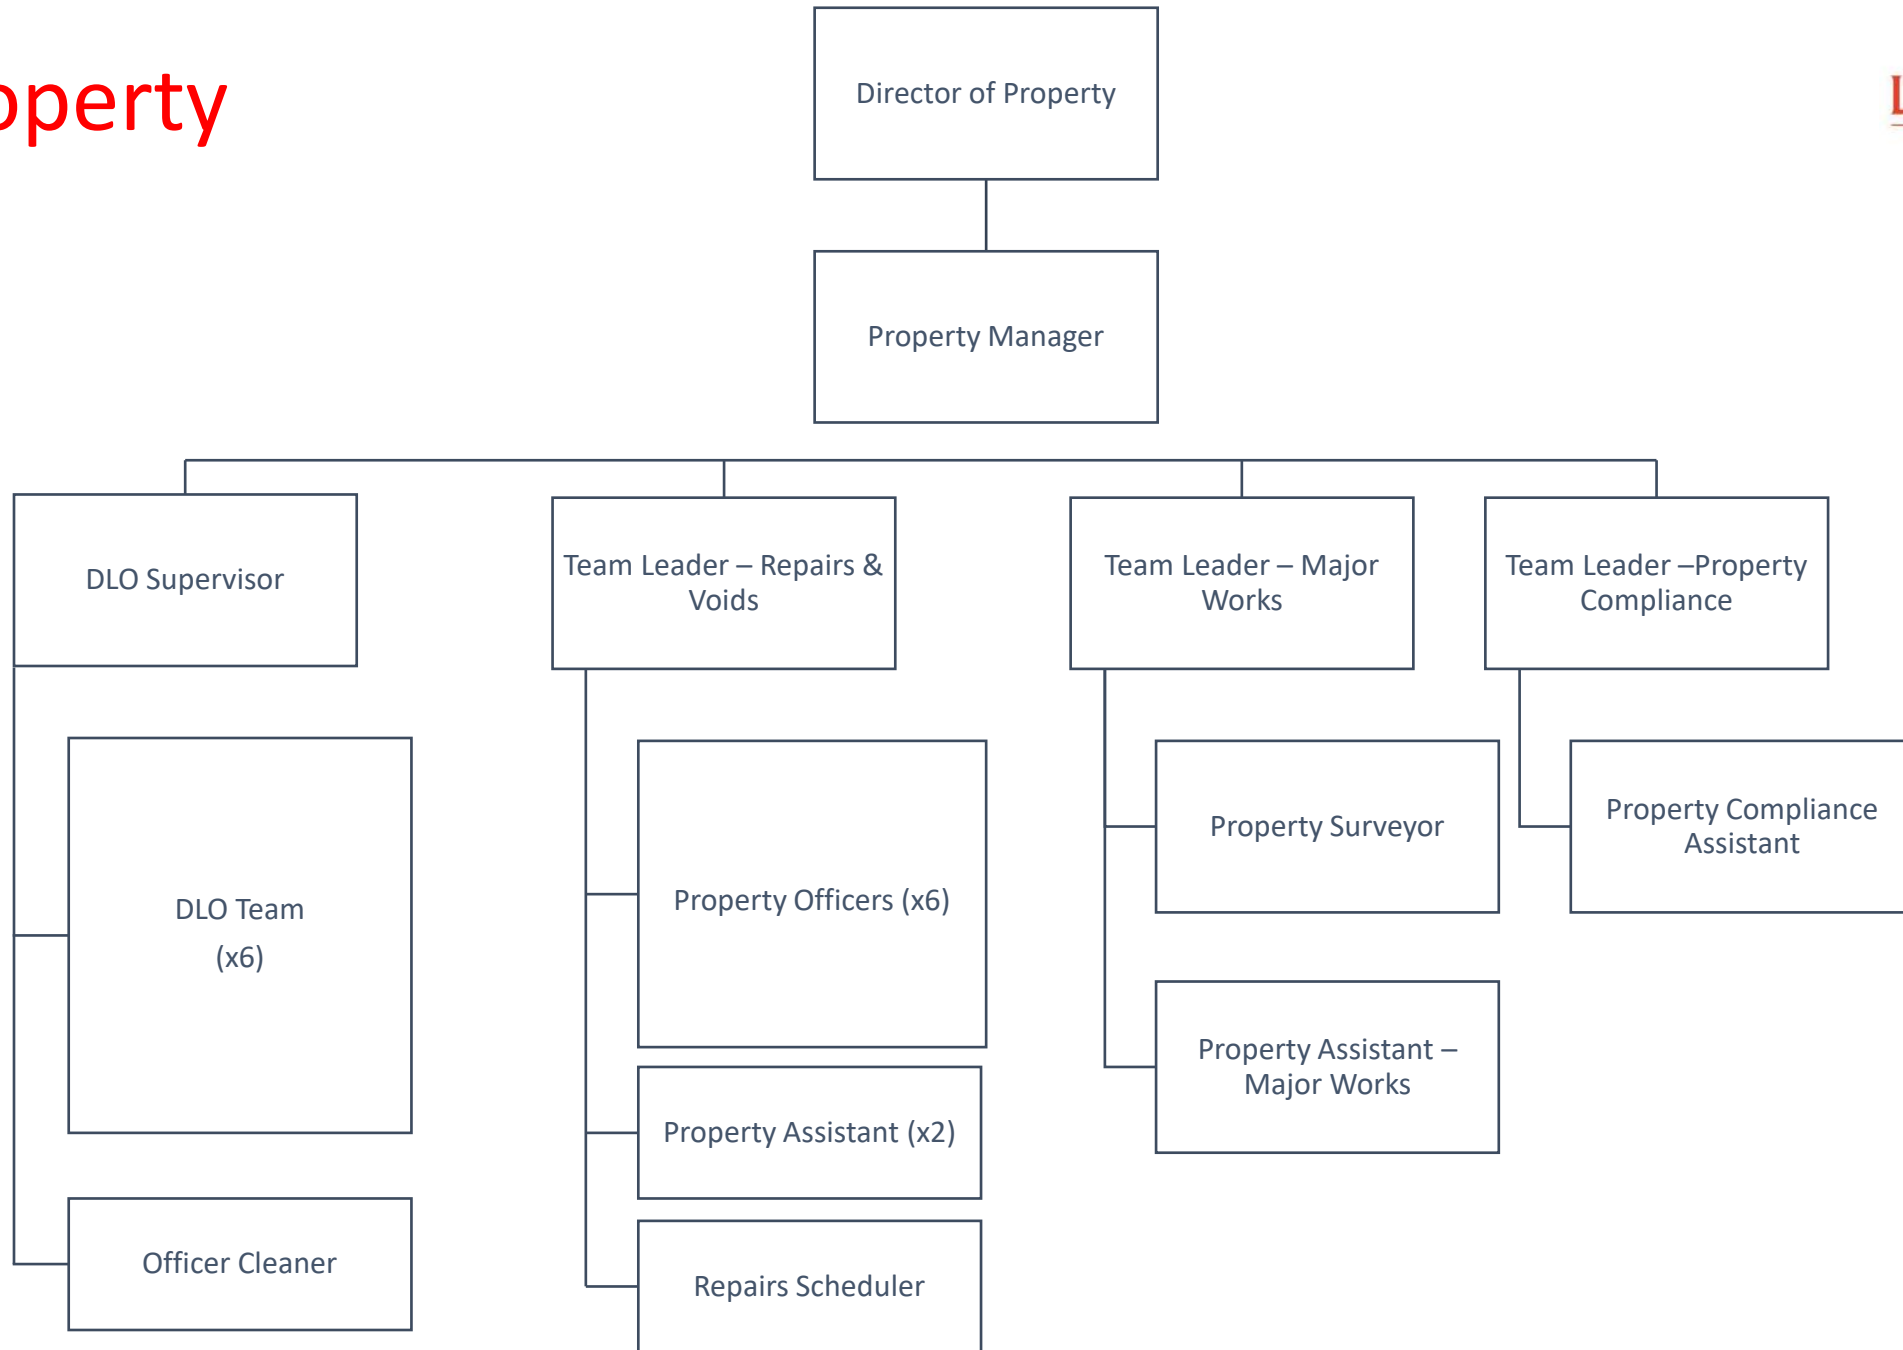 operty
Director of Property
Property Manager
DLO Supervisor
Team Leader – Repairs &
Voids
Team Leader – Major
Works
Team Leader –Property
Compliance
DLO Team
(x6)
Officer Cleaner
Property Officers (x6)
Property Assistant (x2)
Repairs Scheduler
Property Surveyor
Property Assistant –
Major Works
Property Compliance
Assistant